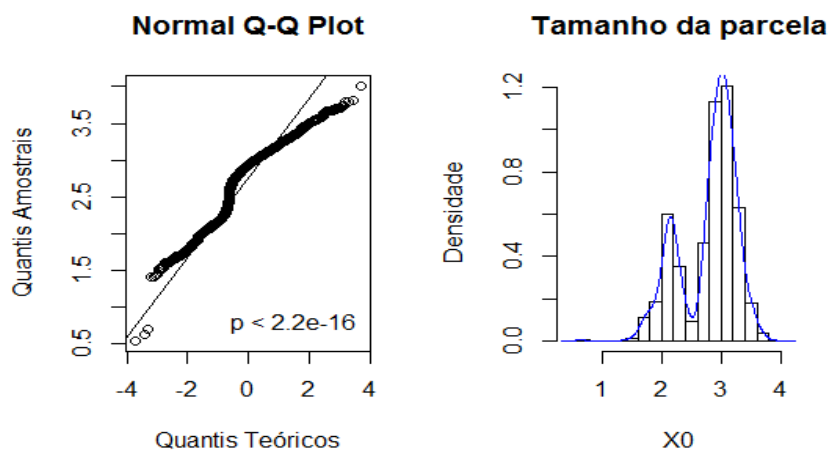 Normal Q-Q Plot
Quantis Amostrais
3.5
2.5
1.5
0.5
p < 2.2e-16
-4 -2 0 2 4
Quantis Teóricos
Tamanho da parcela
Densidade
1.2
0.8
0.4
0.0
1 2 3 4
X0